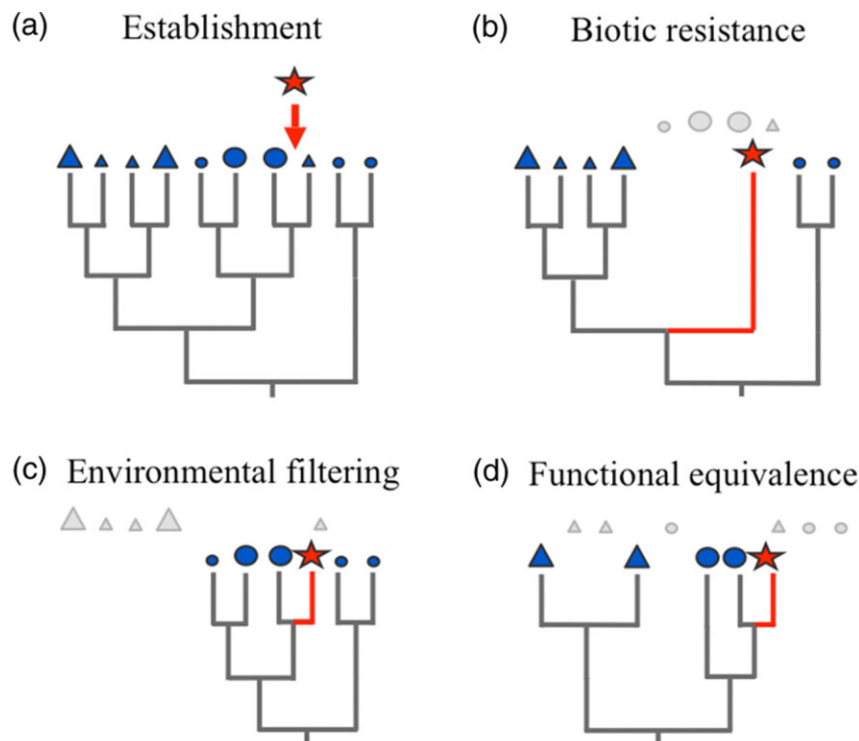 (a) Establishment
(b) Biotic resistance
(c) Environmental filtering
(d) Functional equivalence